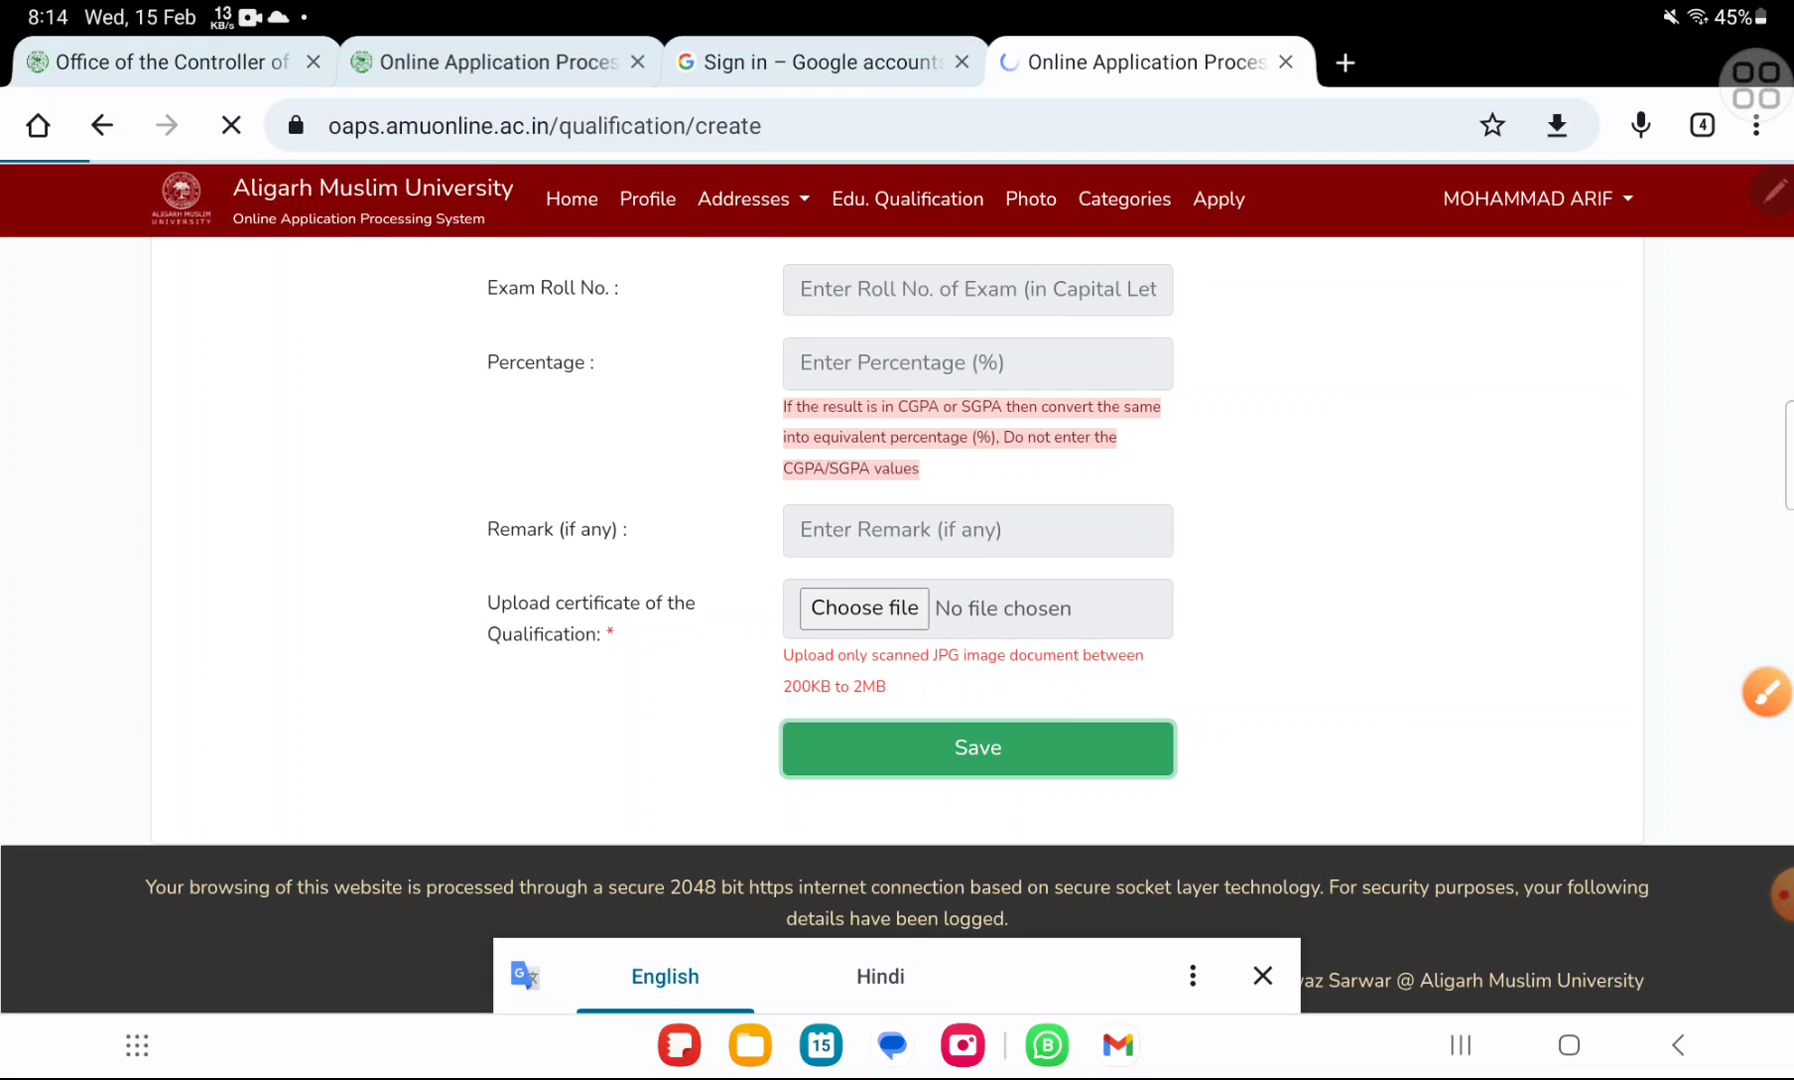 8:14 Wed, 15 Feb 13 KB/s 45%
Office of the Controller of
Online Application Proces
Sign in – Google account
Online Application Proces
oaps.amuonline.ac.in/qualification/create
4
ALIGARH MUSLIM UNIVERSITY
Aligarh Muslim University
Online Application Processing System
Home Profile Addresses Edu. Qualification Photo Categories Apply
MOHAMMAD ARIF
Exam Roll No. :
Enter Roll No. of Exam (in Capital Let
Percentage :
Enter Percentage (%)
If the result is in CGPA or SGPA then convert the same
into equivalent percentage (%), Do not enter the
CGPA/SGPA values
Remark (if any) :
Enter Remark (if any)
Upload certificate of the
Qualification: *
Choose file No file chosen
Upload only scanned JPG image document between
200KB to 2MB
Save
Your browsing of this website is processed through a secure 2048 bit https internet connection based on secure socket layer technology. For security purposes, your following
details have been logged.
English Hindi
Sarwar @ Aligarh Muslim University
15